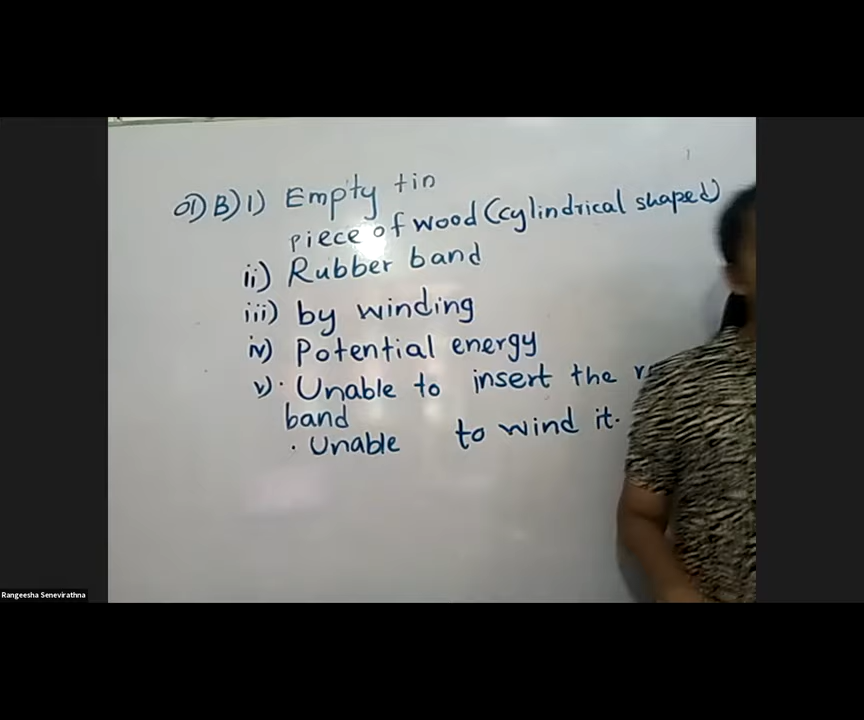 01) B) i) Empty tin
piece of wood (cylindrical shaped)
ii) Rubber band
iii) by winding
iv) Potential energy
v) · Unable to insert the
band
· Unable to wind it.
Rangeesha Senevirathna